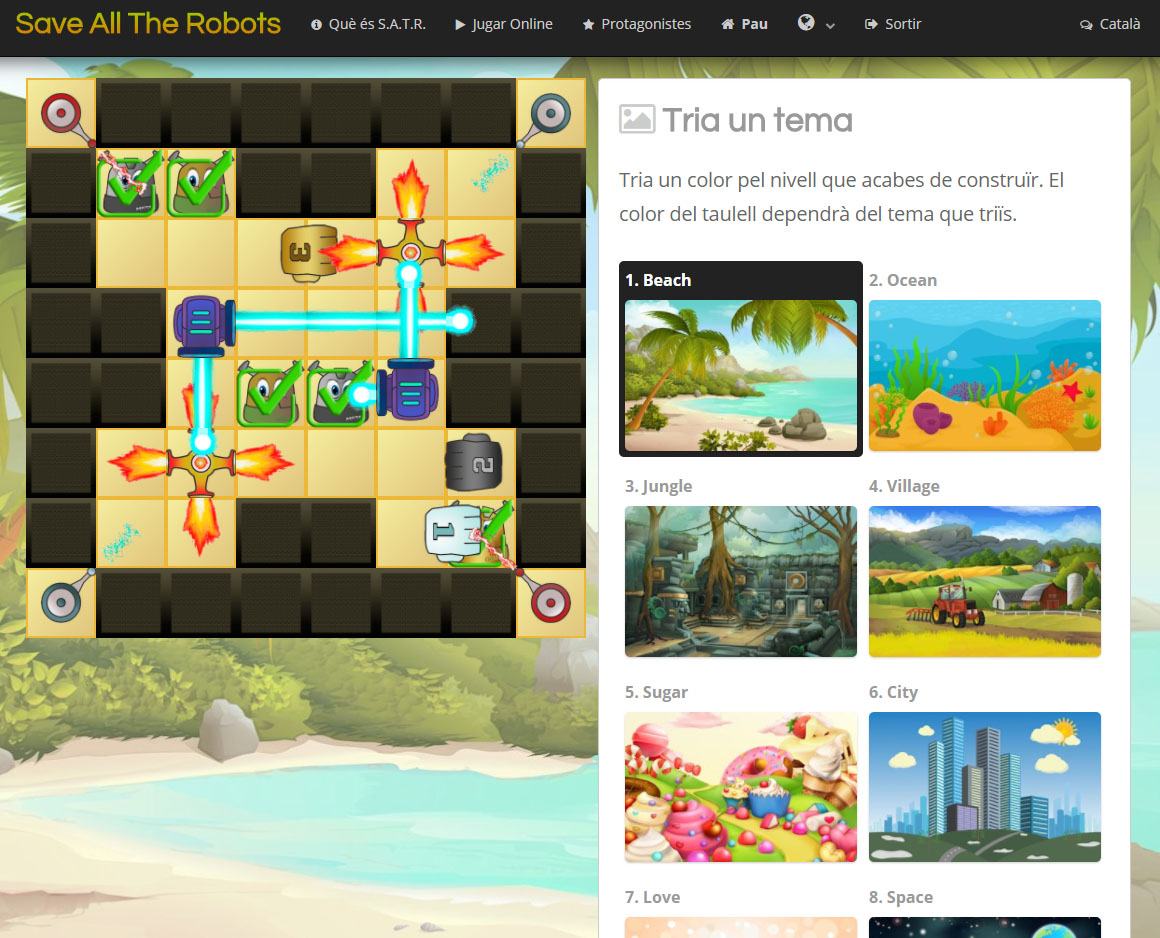 Save All The Robots
Què és S.A.T.R.
Jugar Online
Protagonistes
Pau
Sortir
Català
Tria un tema
Tria un color pel nivell que acabes de construïr. El
color del taulell dependrà del tema que triïs.
1. Beach
2. Ocean
3. Jungle
4. Village
5. Sugar
6. City
7. Love
8. Space
3
2
1